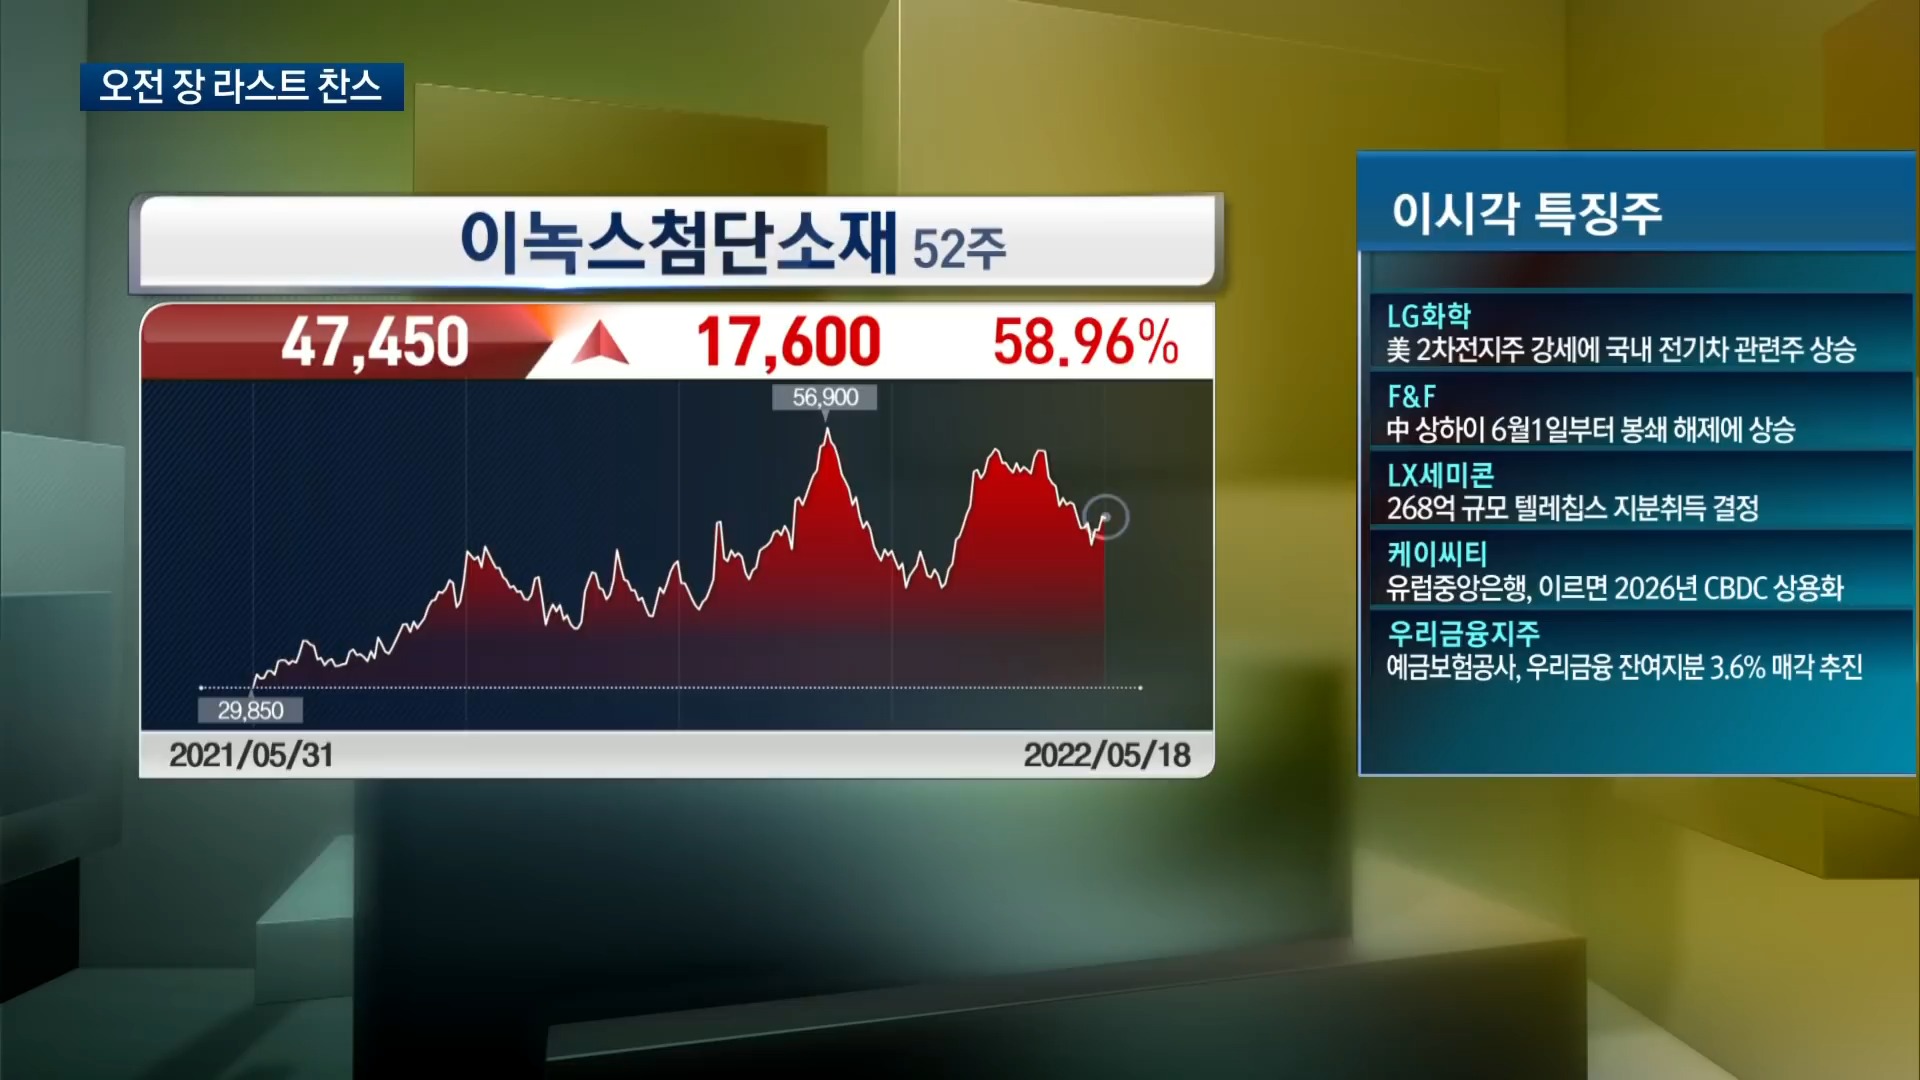 오전 장 라스트 찬스
이녹스첨단소재 52주
47,450 17,600 58.96%
56,900
29,850
2021/05/31 2022/05/18
이시각 특징주
LG화학
美 2차전지주 강세에 국내 전기차 관련주 상승
F&F
中 상하이 6월1일부터 봉쇄 해제에 상승
LX세미콘
268억 규모 텔레칩스 지분취득 결정
케이씨티
유럽중앙은행, 이르면 2026년 CBDC 상용화
우리금융지주
예금보험공사, 우리금융 잔여지분 3.6% 매각 추진